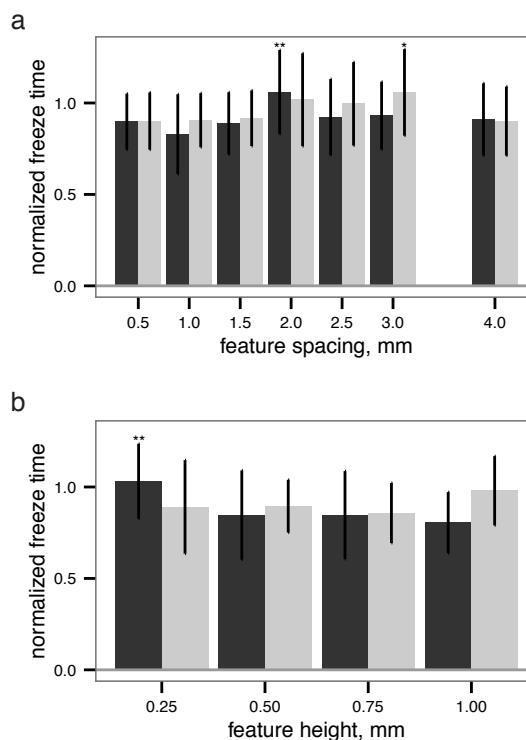 a
** *
normalized freeze time
1.0
0.5
0.0
0.5 1.0 1.5 2.0 2.5 3.0 4.0
feature spacing, mm
b
**
normalized freeze time
1.0
0.5
0.0
0.25 0.50 0.75 1.00
feature height, mm